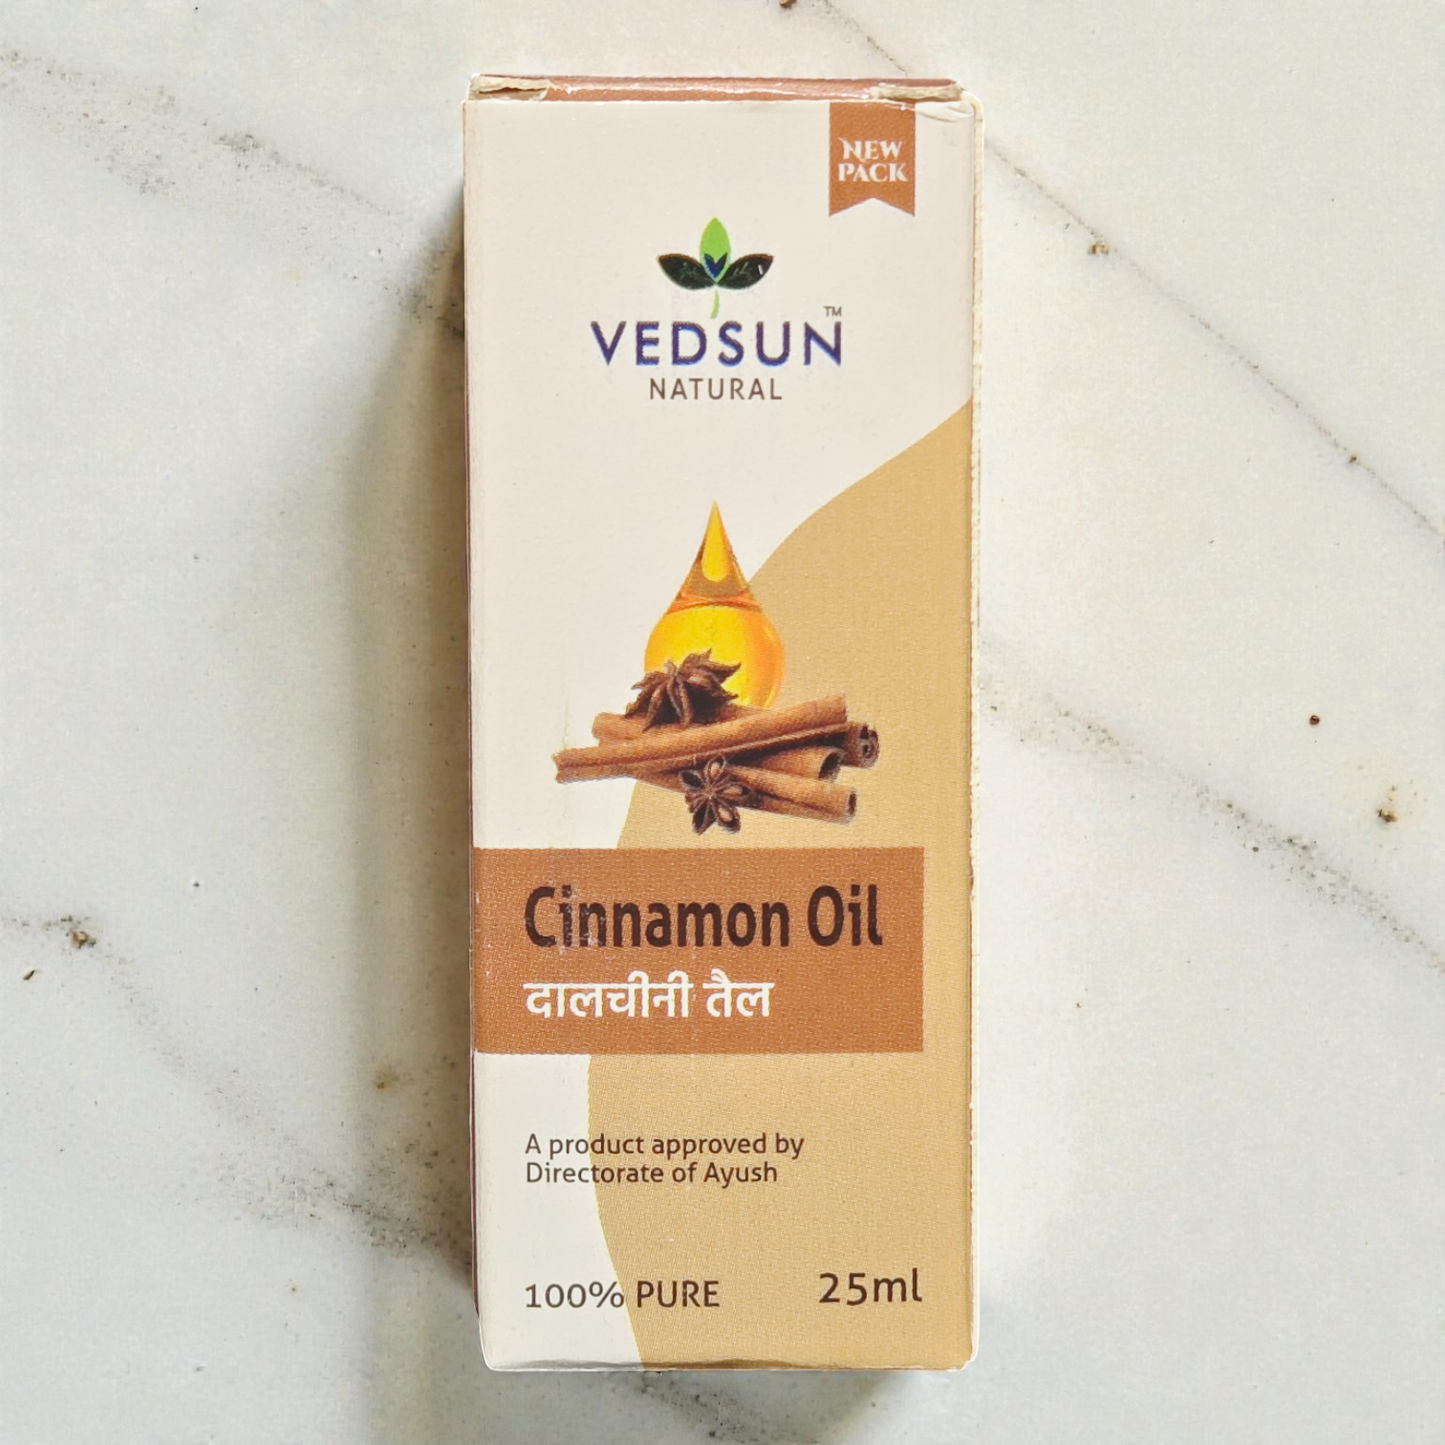 NEW
PACK
VEDSUN™
NATURAL
Cinnamon Oil
दालचीनी तैल
A product approved by
Directorate of Ayush
100% PURE
25ml